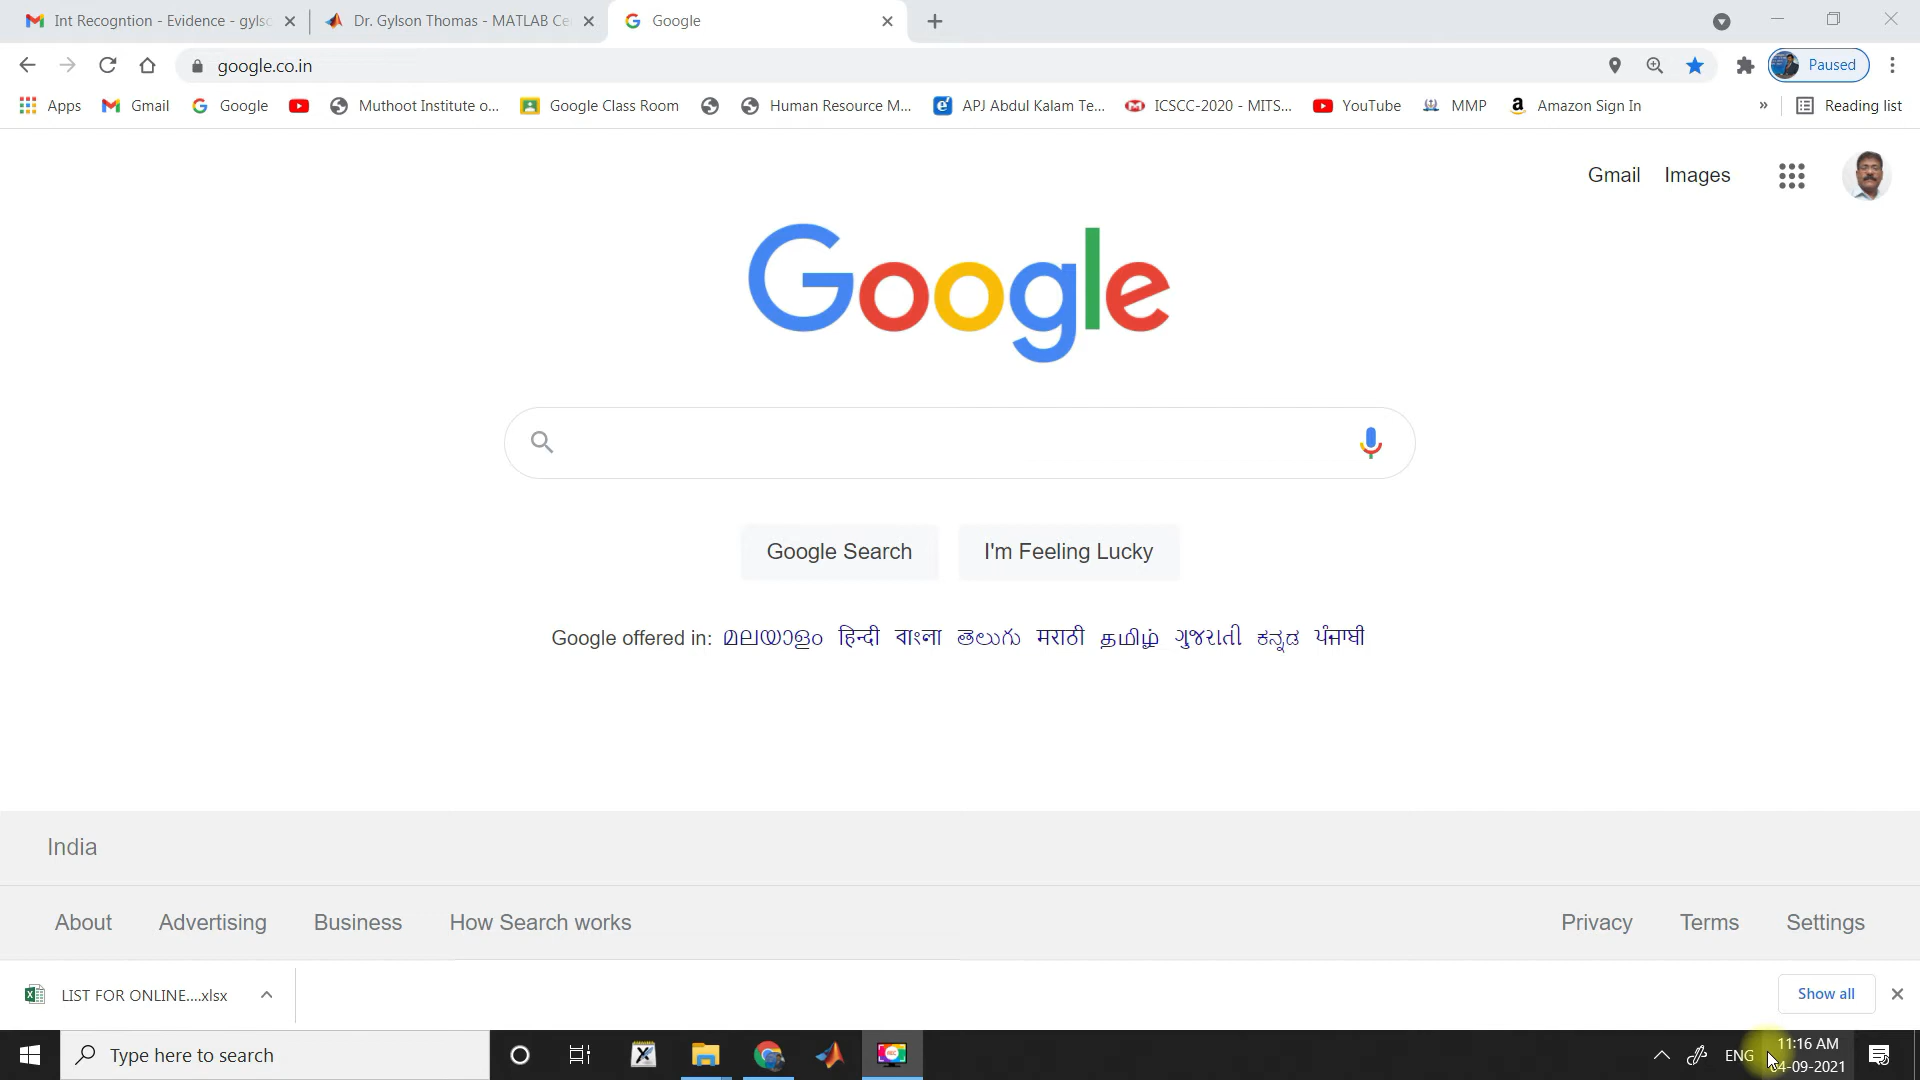 Int Recogntion - Evidence - gyls
Dr. Gylson Thomas - MATLAB Ce
Google
google.co.in
Paused
Apps
Gmail
Google
Muthoot Institute o...
Google Class Room
Human Resource M...
APJ Abdul Kalam Te...
ICSCC-2020 - MITS...
YouTube
MMP
Amazon Sign In
»
Reading list
Gmail
Images
Google
Google Search
I'm Feeling Lucky
Google offered in: മലയാളം हिन्दी বাংলা తెలుగు मराठी தமிழ் ગુજરાતી ಕನ್ನಡ ਪੰਜਾਬੀ
India
About
Advertising
Business
How Search works
Privacy
Terms
Settings
LIST FOR ONLINE....xlsx
Show all
Type here to search
ENG
11:16 AM
04-09-2021